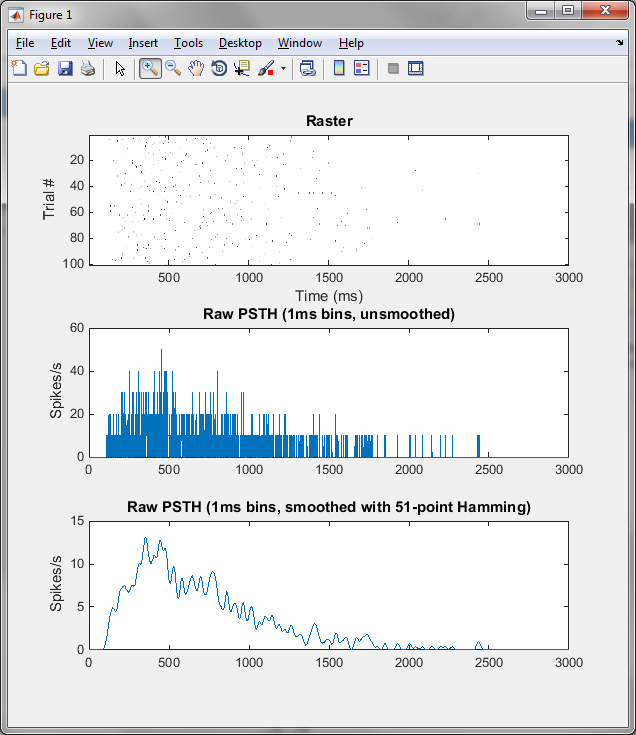 Figure 1
File Edit View Insert Tools Desktop Window Help
Raster
Trial #
20
40
60
80
100
500 1000 1500 2000 2500 3000
Time (ms)
Raw PSTH (1ms bins, unsmoothed)
Spikes/s
60
40
20
0
0 500 1000 1500 2000 2500 3000
Raw PSTH (1ms bins, smoothed with 51-point Hamming)
Spikes/s
15
10
5
0
0 500 1000 1500 2000 2500 3000